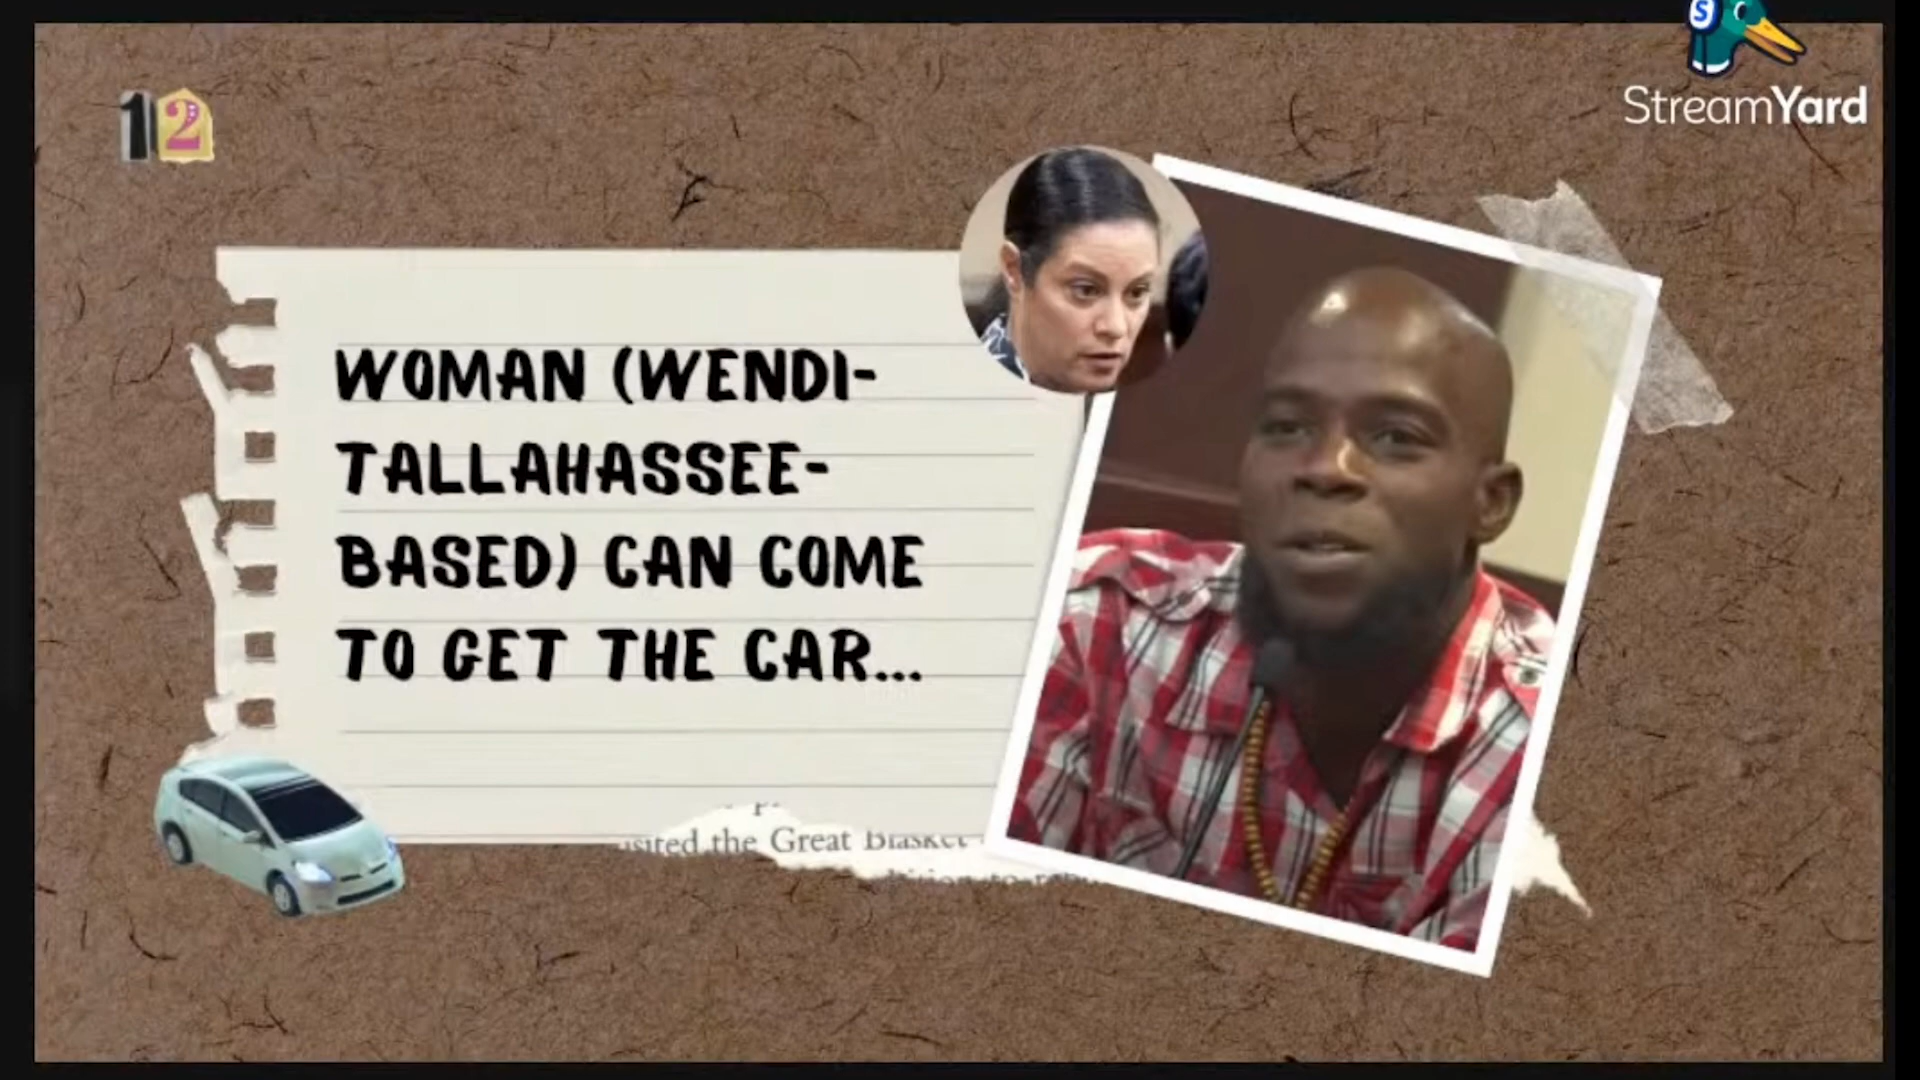 S
StreamYard
12
WOMAN (WENDI-
TALLAHASSEE-
BASED) CAN COME
TO GET THE CAR...
the Great